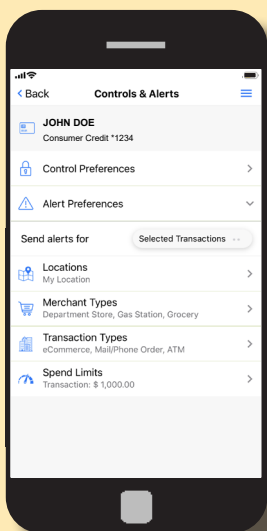 Back
Controls & Alerts
JOHN DOE
Consumer Credit *1234
Control Preferences
Alert Preferences
Send alerts for
Selected Transactions
Locations
My Location
Merchant Types
Department Store, Gas Station, Grocery
Transaction Types
eCommerce, Mail/Phone Order, ATM
Spend Limits
Transaction: $ 1,000.00